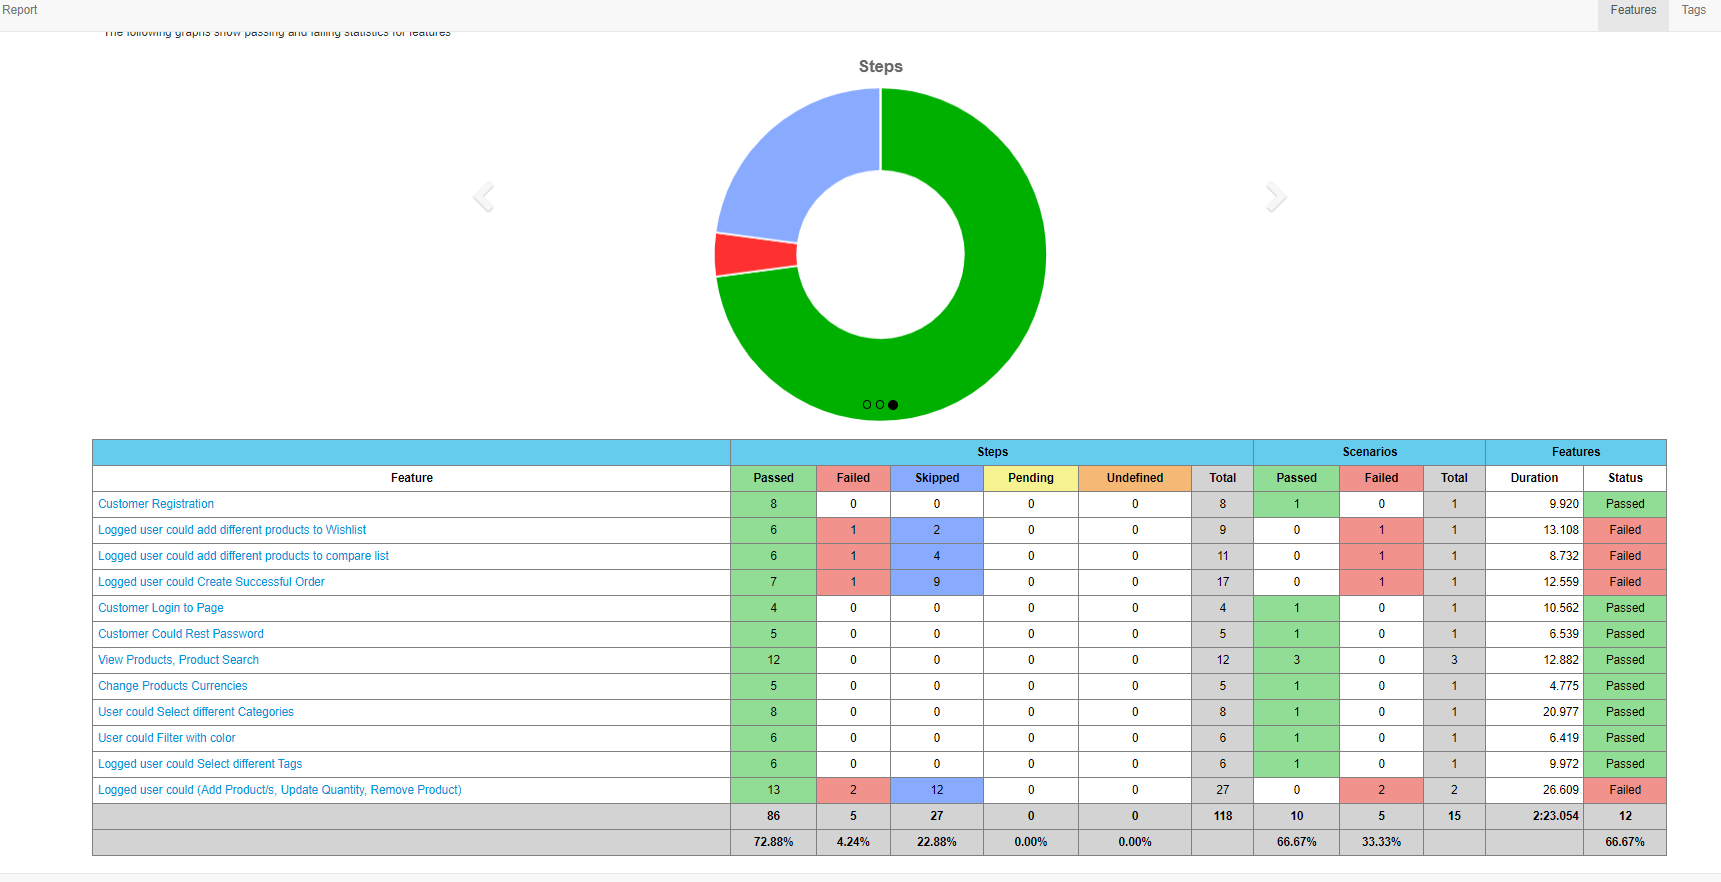 Report Features Tags
The following graphs show passing and failing statistics for features
Steps
Steps Scenarios Features
Feature Passed Failed Skipped Pending Undefined Total Passed Failed Total Duration Status
Customer Registration 8 0 0 0 0 8 1 0 1 9.920 Passed
Logged user could add different products to Wishlist 6 1 2 0 0 9 0 1 1 13.108 Failed
Logged user could add different products to compare list 6 1 4 0 0 11 0 1 1 8.732 Failed
Logged user could Create Successful Order 7 1 9 0 0 17 0 1 1 12.559 Failed
Customer Login to Page 4 0 0 0 0 4 1 0 1 10.562 Passed
Customer Could Rest Password 5 0 0 0 0 5 1 0 1 6.539 Passed
View Products, Product Search 12 0 0 0 0 12 3 0 3 12.882 Passed
Change Products Currencies 5 0 0 0 0 5 1 0 1 4.775 Passed
User could Select different Categories 8 0 0 0 0 8 1 0 1 20.977 Passed
User could Filter with color 6 0 0 0 0 6 1 0 1 6.419 Passed
Logged user could Select different Tags 6 0 0 0 0 6 1 0 1 9.972 Passed
Logged user could (Add Product/s, Update Quantity, Remove Product) 13 2 12 0 0 27 0 2 2 26.609 Failed
86 5 27 0 0 118 10 5 15 2:23.054 12
72.88% 4.24% 22.88% 0.00% 0.00% 66.67% 33.33% 66.67%